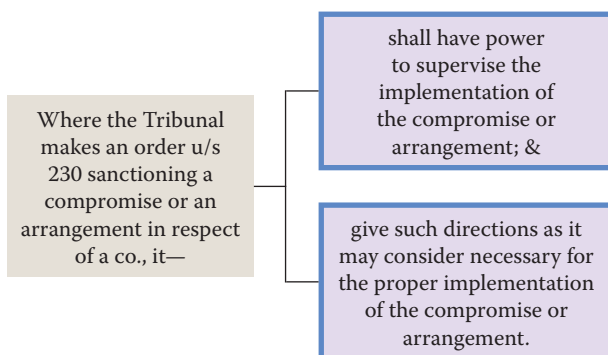 Where the Tribunal
makes an order u/s
230 sanctioning a
compromise or an
arrangement in respect
of a co., it—
shall have power
to supervise the
implementation of
the compromise or
arrangement; &
give such directions as it
may consider necessary for
the proper implementation
of the compromise or
arrangement.